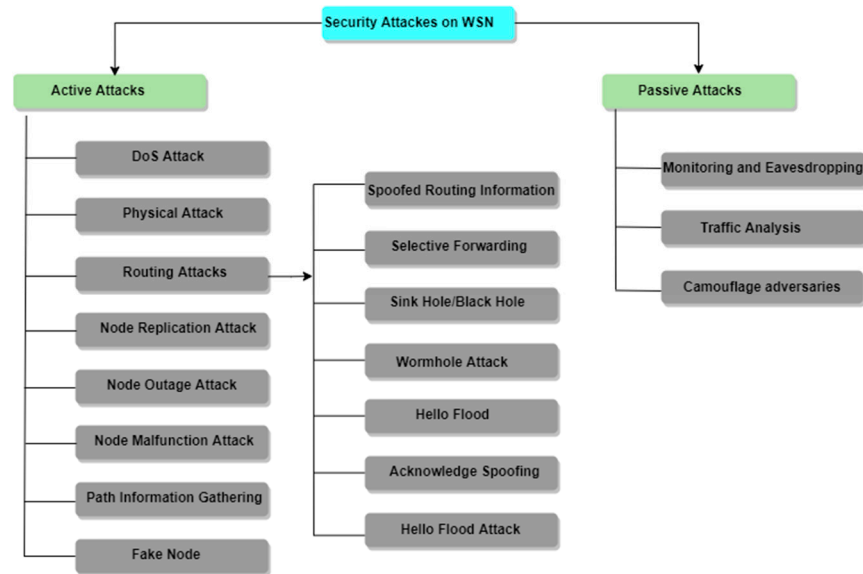 Security Attackes on WSN
Active Attacks
Passive Attacks
DoS Attack
Physical Attack
Routing Attacks
Node Replication Attack
Node Outage Attack
Node Malfunction Attack
Path Information Gathering
Fake Node
Spoofed Routing Information
Selective Forwarding
Sink Hole/Black Hole
Wormhole Attack
Hello Flood
Acknowledge Spoofing
Hello Flood Attack
Monitoring and Eavesdropping
Traffic Analysis
Camouflage adversaries